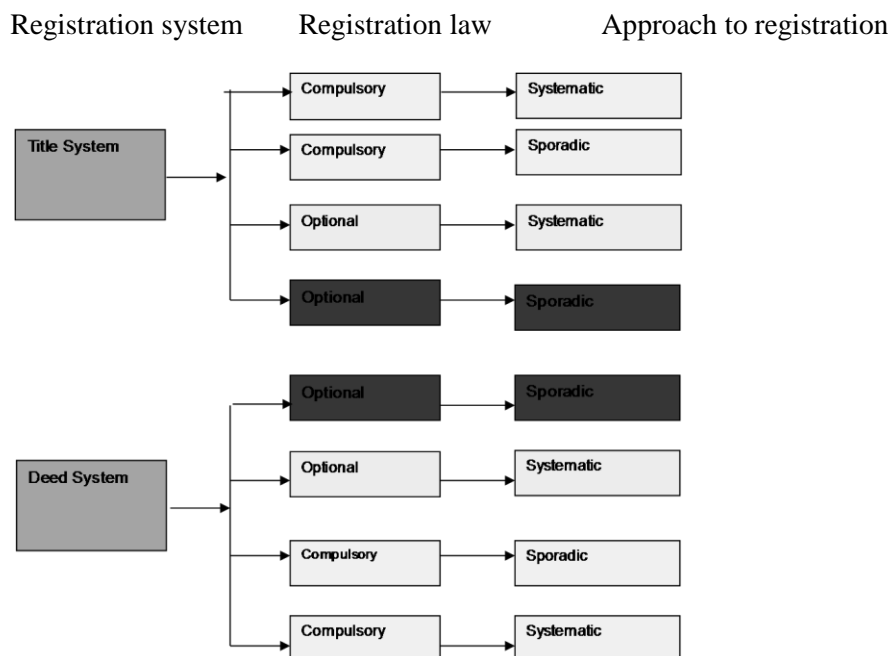 Registration system Registration law Approach to registration
Compulsory Systematic
Title System
Compulsory Sporadic
Optional Systematic
Optional Sporadic
Optional Sporadic
Deed System
Optional Systematic
Compulsory Sporadic
Compulsory Systematic